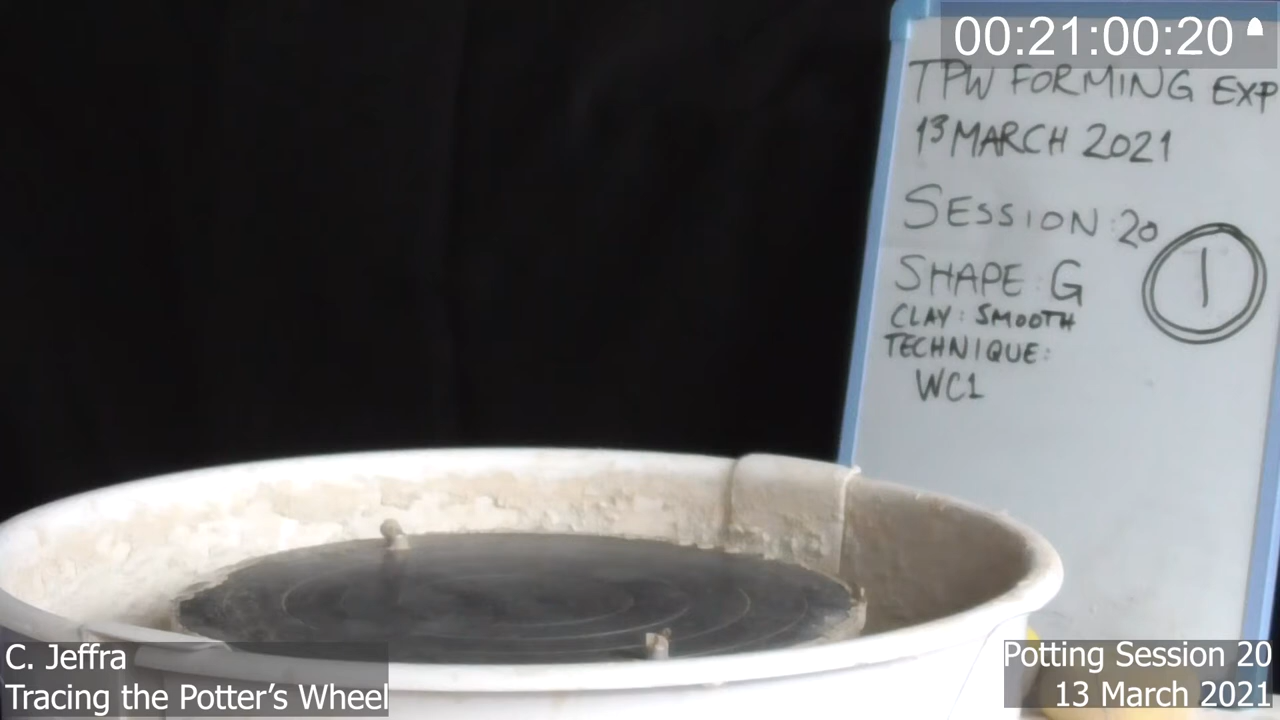 00:21:00:20
TPW FORMING EXP
13 MARCH 2021
SESSION: 20
SHAPE: G
1
CLAY: SMOOTH
TECHNIQUE:
WC1
C. Jeffra
Tracing the Potter's Wheel
Potting Session 20
13 March 2021